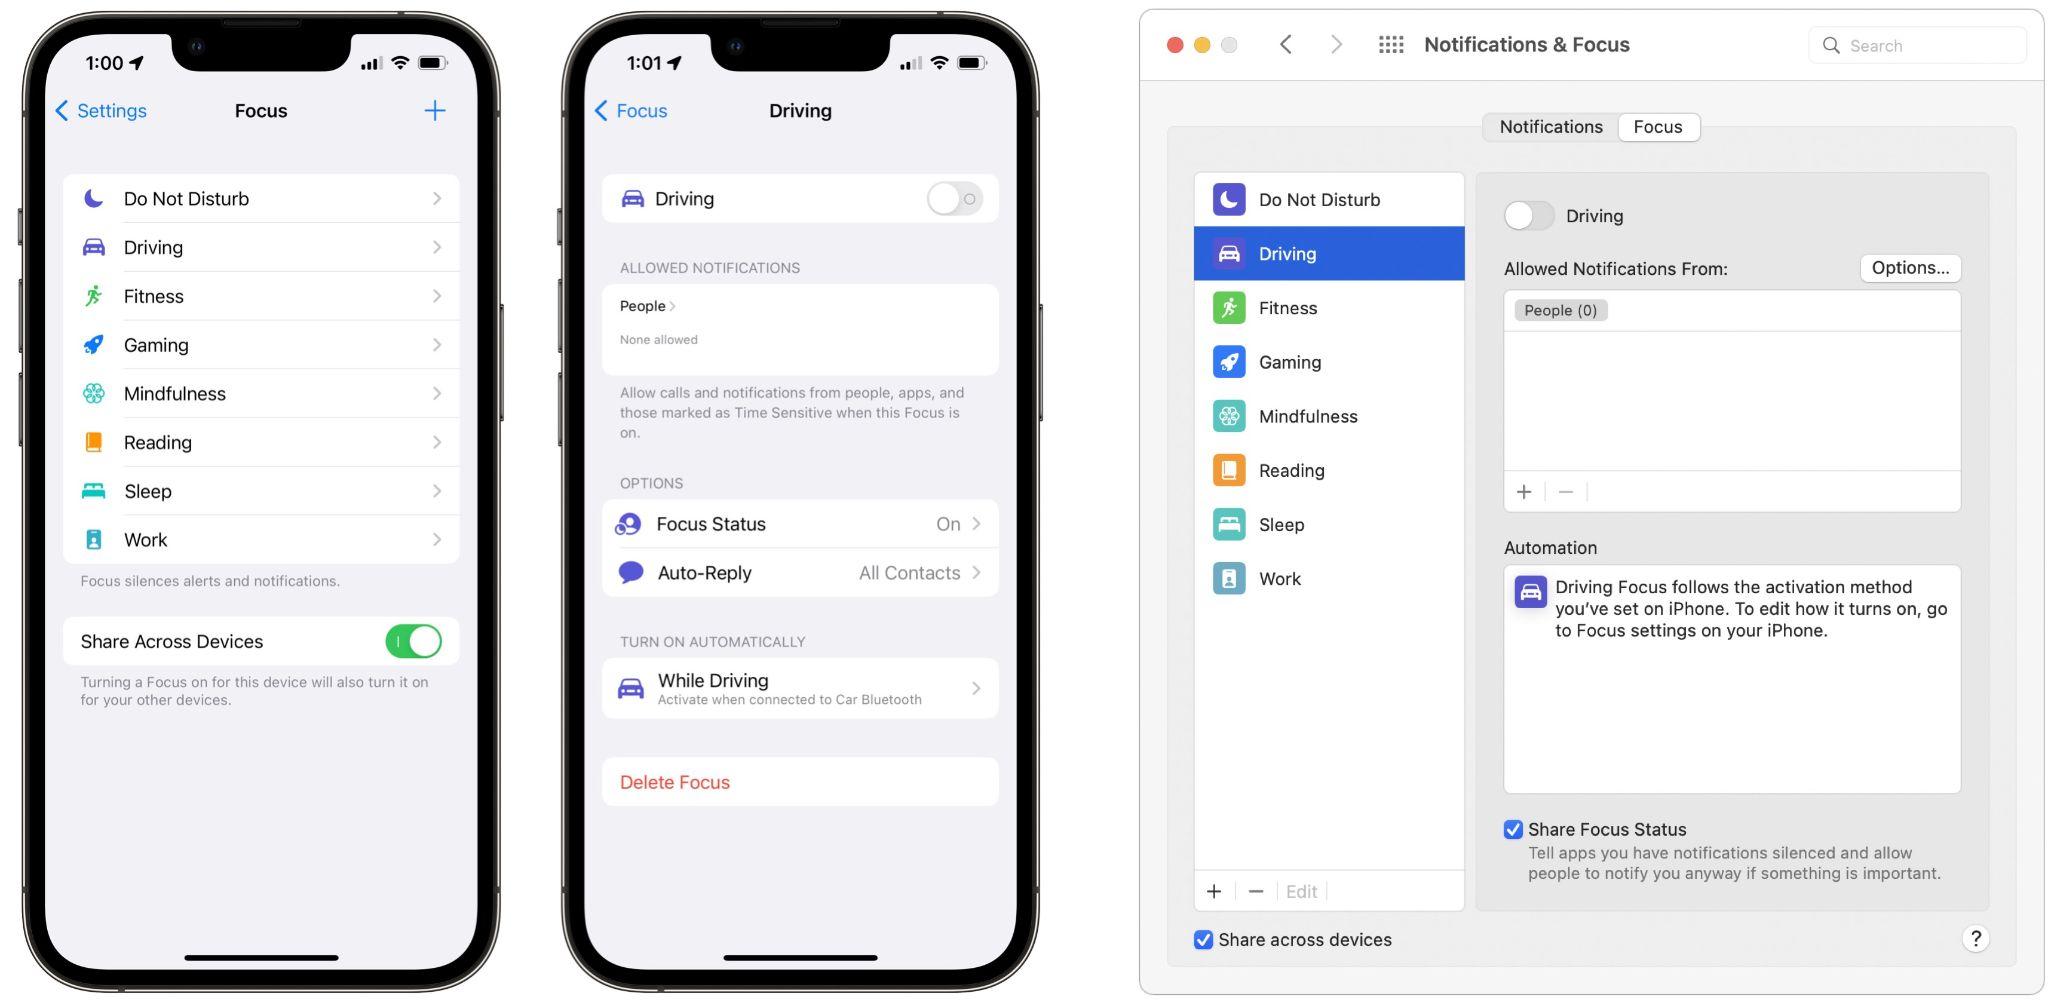 1:00
Settings
Focus
Do Not Disturb
Driving
Fitness
Gaming
Mindfulness
Reading
Sleep
Work
Focus silences alerts and notifications.
Share Across Devices
Turning a Focus on for this device will also turn it on
for your other devices.
1:01
Focus
Driving
Driving
ALLOWED NOTIFICATIONS
People
None allowed
Allow calls and notifications from people, apps, and
those marked as Time Sensitive when this Focus is
on.
OPTIONS
Focus Status On
Auto-Reply All Contacts
TURN ON AUTOMATICALLY
While Driving
Activate when connected to Car Bluetooth
Delete Focus
Notifications & Focus
Search
Notifications Focus
Do Not Disturb
Driving
Fitness
Gaming
Mindfulness
Reading
Sleep
Work
+ − Edit
Share across devices
Driving
Allowed Notifications From: Options...
People (0)
+ −
Automation
Driving Focus follows the activation method
you’ve set on iPhone. To edit how it turns on, go
to Focus settings on your iPhone.
Share Focus Status
Tell apps you have notifications silenced and allow
people to notify you anyway if something is important.
?